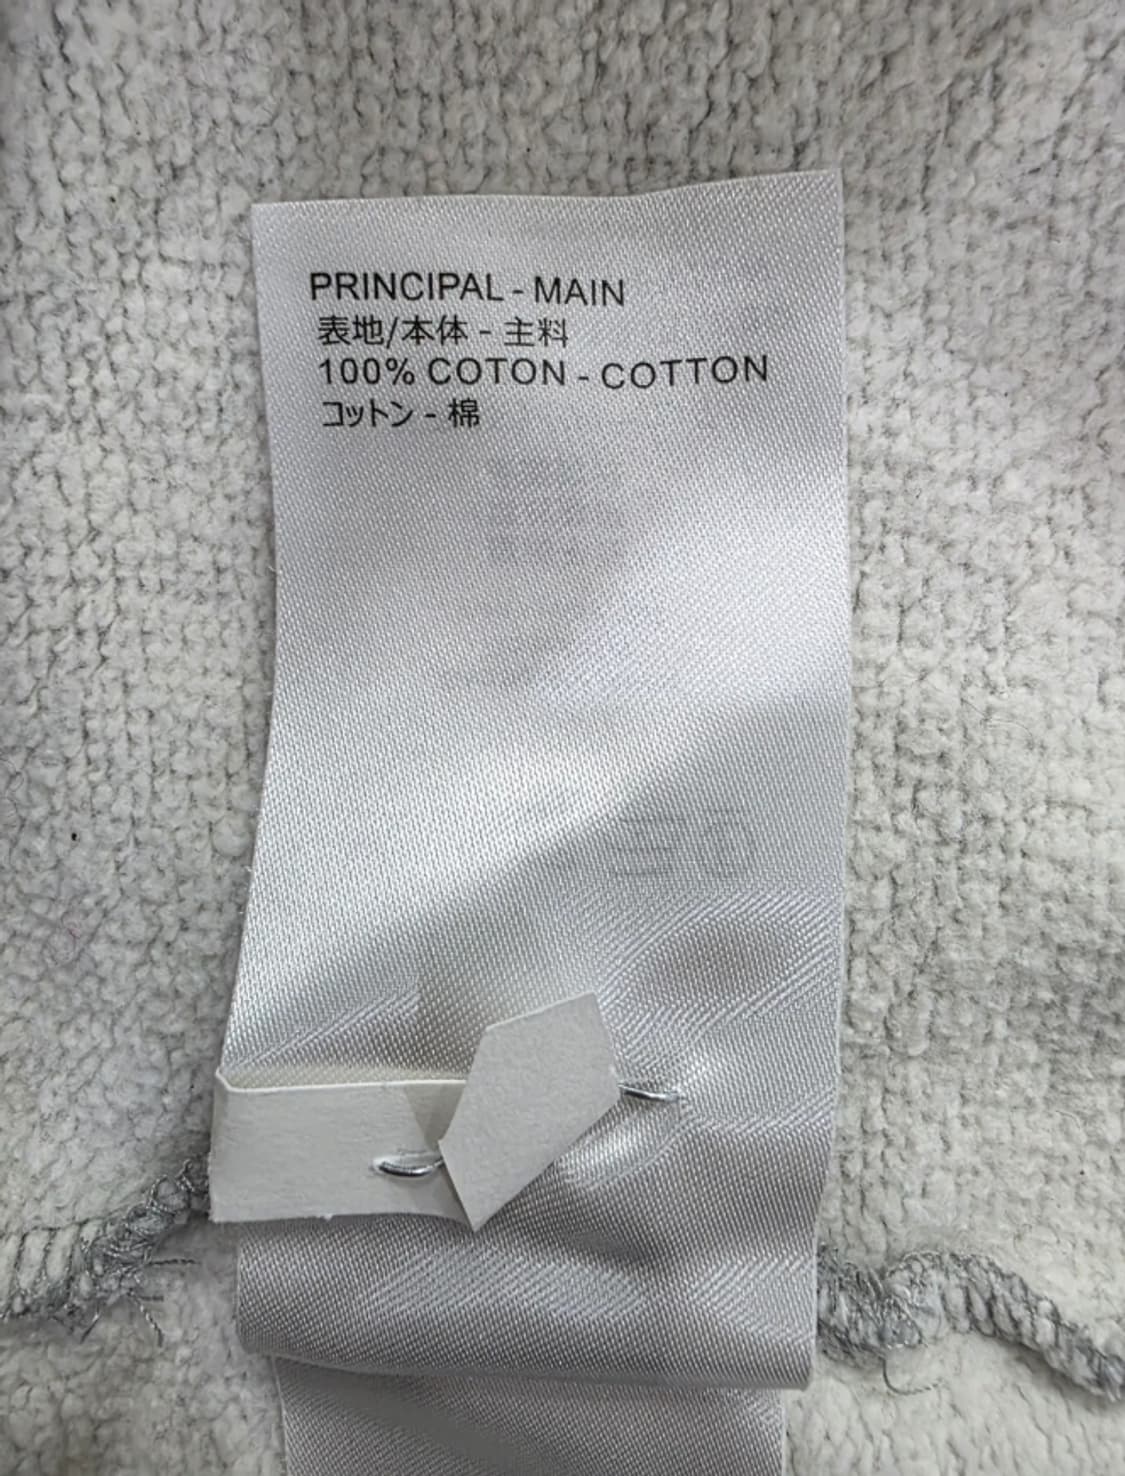 PRINCIPAL - MAIN
表地/本体 - 主料
100% COTON - COTTON
コットン - 棉